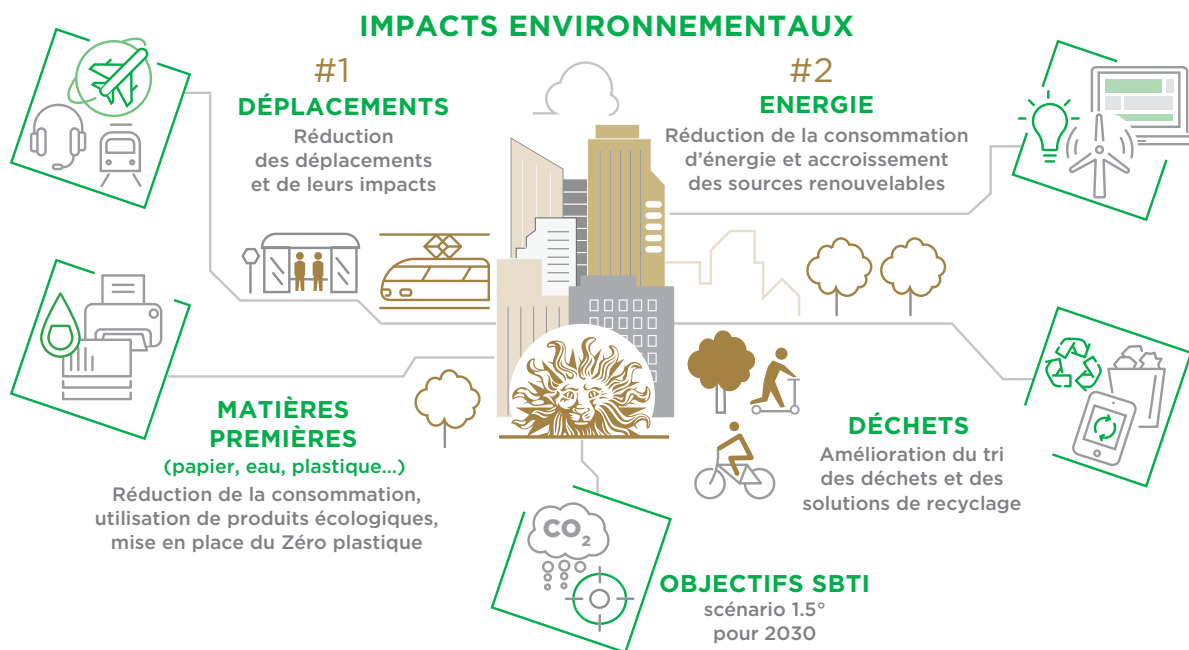 IMPACTS ENVIRONNEMENTAUX
#1
DÉPLACEMENTS
Réduction
des déplacements
et de leurs impacts
#2
ENERGIE
Réduction de la consommation
d'énergie et accroissement
des sources renouvelables
MATIÈRES
PREMIÈRES
(papier, eau, plastique...)
Réduction de la consommation,
utilisation de produits écologiques,
mise en place du Zéro plastique
DÉCHETS
Amélioration du tri
des déchets et des
solutions de recyclage
CO2
OBJECTIFS SBTI
scénario 1.5°
pour 2030